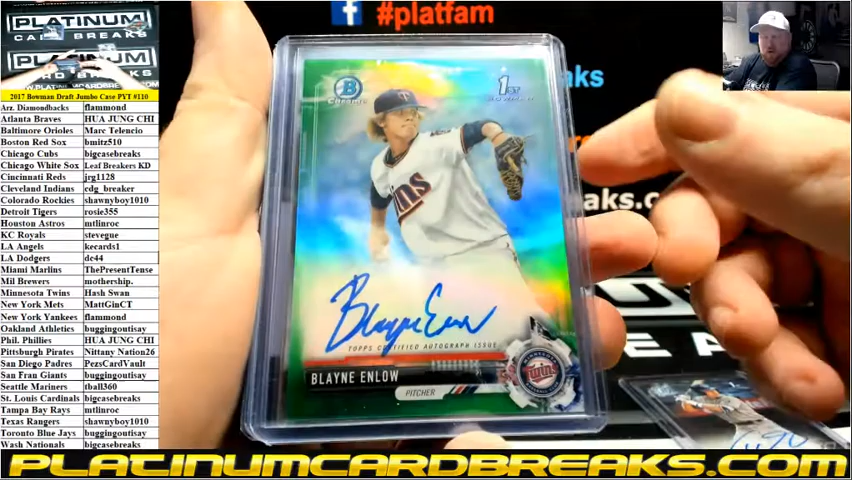 PLATINUM
CARD BREAKS
PLATINUM
CARD BREAKS
#platfam
2017 Bowman Draft Jumbo Case PYT #110
Arz. Diamondbacks flammond
Atlanta Braves HUA JUNG CHI
Baltimore Orioles Marc Telencio
Boston Red Sox bmitz510
Chicago Cubs bigcasebreaks
Chicago White Sox Leaf Breakers KD
Cincinnati Reds jrg1128
Cleveland Indians cdg_breaker
Colorado Rockies shawnyboy1010
Detroit Tigers rosie355
Houston Astros mtlinroc
KC Royals stevegue
LA Angels kecards1
LA Dodgers dc44
Miami Marlins ThePresentTense
Mil Brewers mothership.
Minnesota Twins Hash Swan
New York Mets MattGinCT
New York Yankees flammond
Oakland Athletics buggingoutisay
Phil. Phillies HUA JUNG CHI
Pittsburgh Pirates Nittany Nation26
San Diego Padres PezsCardVault
San Fran Giants buggingoutisay
Seattle Mariners tball360
St. Louis Cardinals bigcasebreaks
Tampa Bay Rays mtlinroc
Texas Rangers shawnyboy1010
Toronto Blue Jays buggingoutisay
Wash Nationals bigcasebreaks
B
Chrome
1ST
BOWMAN
Twins
Blayne Enlow
TOPPS CERTIFIED AUTOGRAPH ISSUE
BLAYNE ENLOW
PITCHER
Twins
PLATINUMCARDBREAKS.COM